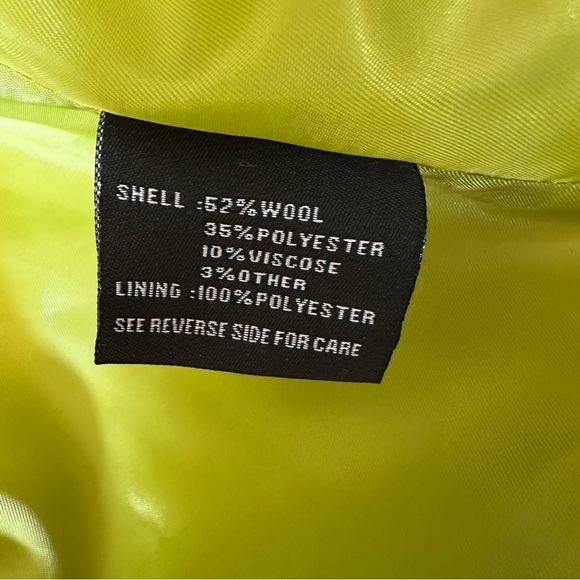 SHELL :52%WOOL
35%POLYESTER
10%VISCOSE
3%OTHER
LINING :100%POLYESTER
SEE REVERSE SIDE FOR CARE